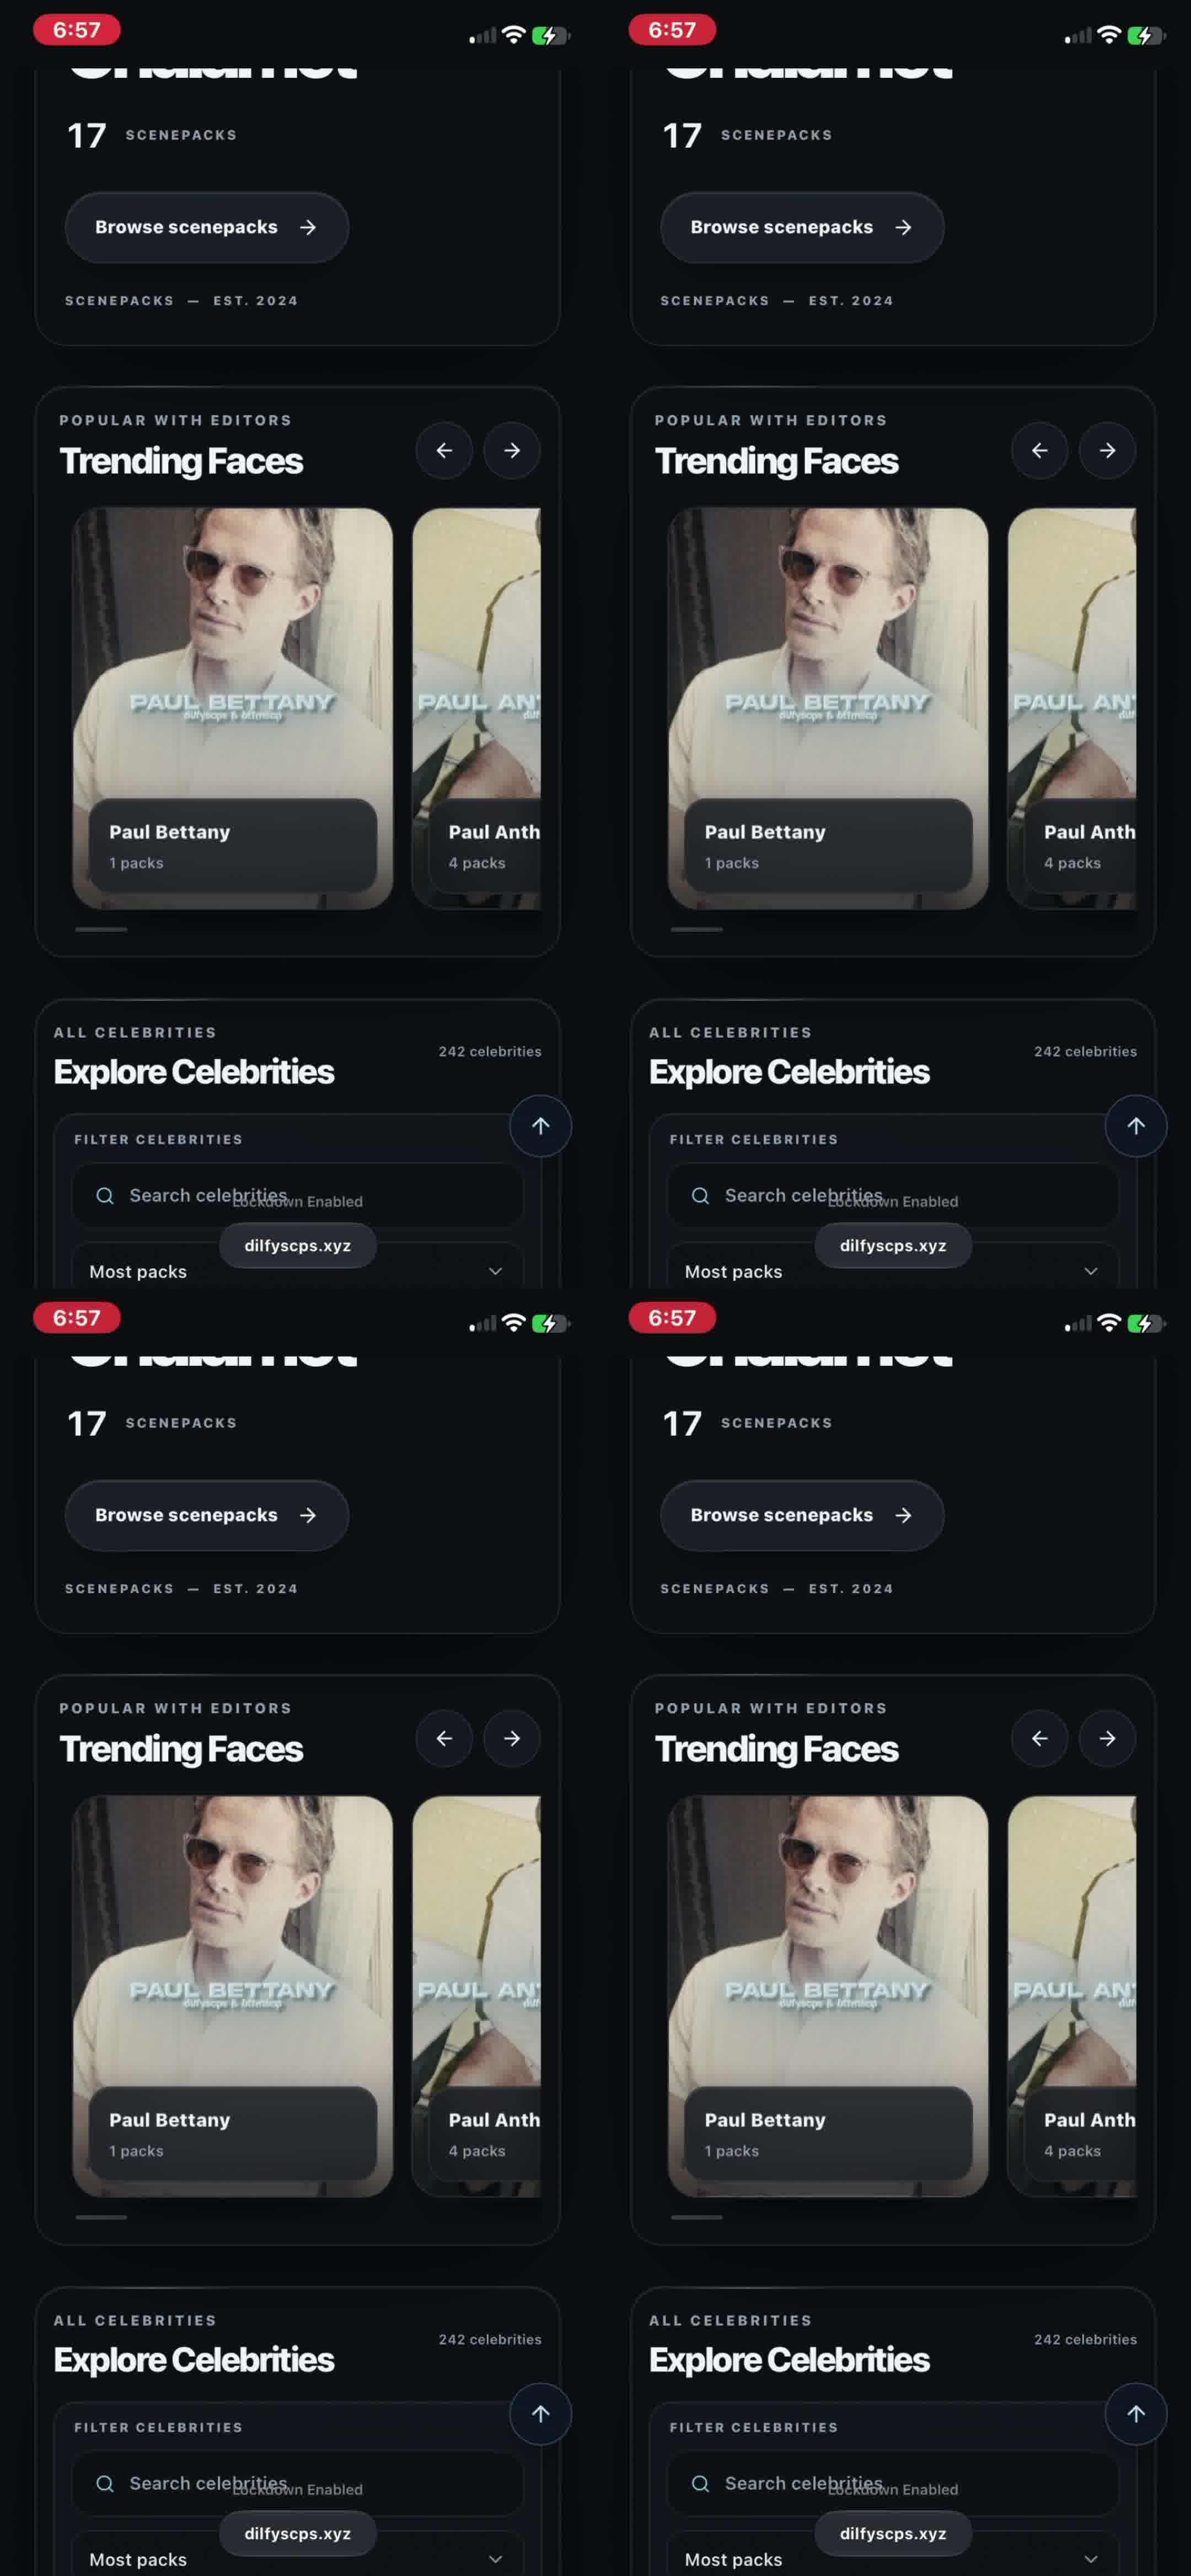 6:57
17 SCENEPACKS
Browse scenepacks →
SCENEPACKS — EST. 2024
POPULAR WITH EDITORS
Trending Faces
PAUL BETTANY
PAUL AN
Paul Bettany
1 packs
Paul Anth
4 packs
ALL CELEBRITIES
242 celebrities
Explore Celebrities
FILTER CELEBRITIES
Search celebrities
Lockdown Enabled
dilfyscps.xyz
Most packs
6:57
17 SCENEPACKS
Browse scenepacks →
SCENEPACKS — EST. 2024
POPULAR WITH EDITORS
Trending Faces
PAUL BETTANY
PAUL AN
Paul Bettany
1 packs
Paul Anth
4 packs
ALL CELEBRITIES
242 celebrities
Explore Celebrities
FILTER CELEBRITIES
Search celebrities
Lockdown Enabled
dilfyscps.xyz
Most packs
6:57
17 SCENEPACKS
Browse scenepacks →
SCENEPACKS — EST. 2024
POPULAR WITH EDITORS
Trending Faces
PAUL BETTANY
PAUL AN
Paul Bettany
1 packs
Paul Anth
4 packs
ALL CELEBRITIES
242 celebrities
Explore Celebrities
FILTER CELEBRITIES
Search celebrities
Lockdown Enabled
dilfyscps.xyz
Most packs
6:57
17 SCENEPACKS
Browse scenepacks →
SCENEPACKS — EST. 2024
POPULAR WITH EDITORS
Trending Faces
PAUL BETTANY
PAUL AN
Paul Bettany
1 packs
Paul Anth
4 packs
ALL CELEBRITIES
242 celebrities
Explore Celebrities
FILTER CELEBRITIES
Search celebrities
Lockdown Enabled
dilfyscps.xyz
Most packs